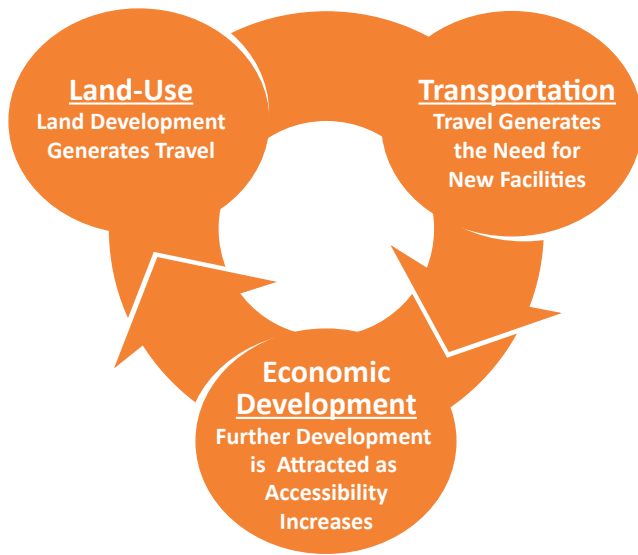 Land-Use
Land Development
Generates Travel
Transportation
Travel Generates
the Need for
New Facilities
Economic
Development
Further Development
is Attracted as
Accessibility
Increases